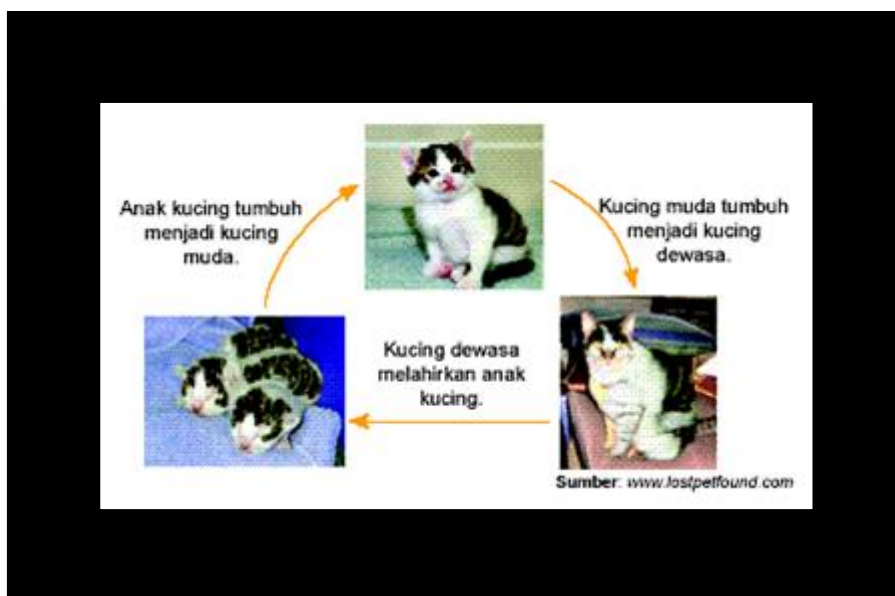 Anak kucing tumbuh
menjadi kucing
muda.
Kucing muda tumbuh
menjadi kucing
dewasa.
Kucing dewasa
melahirkan anak
kucing.
Sumber: www.lostpetfound.com